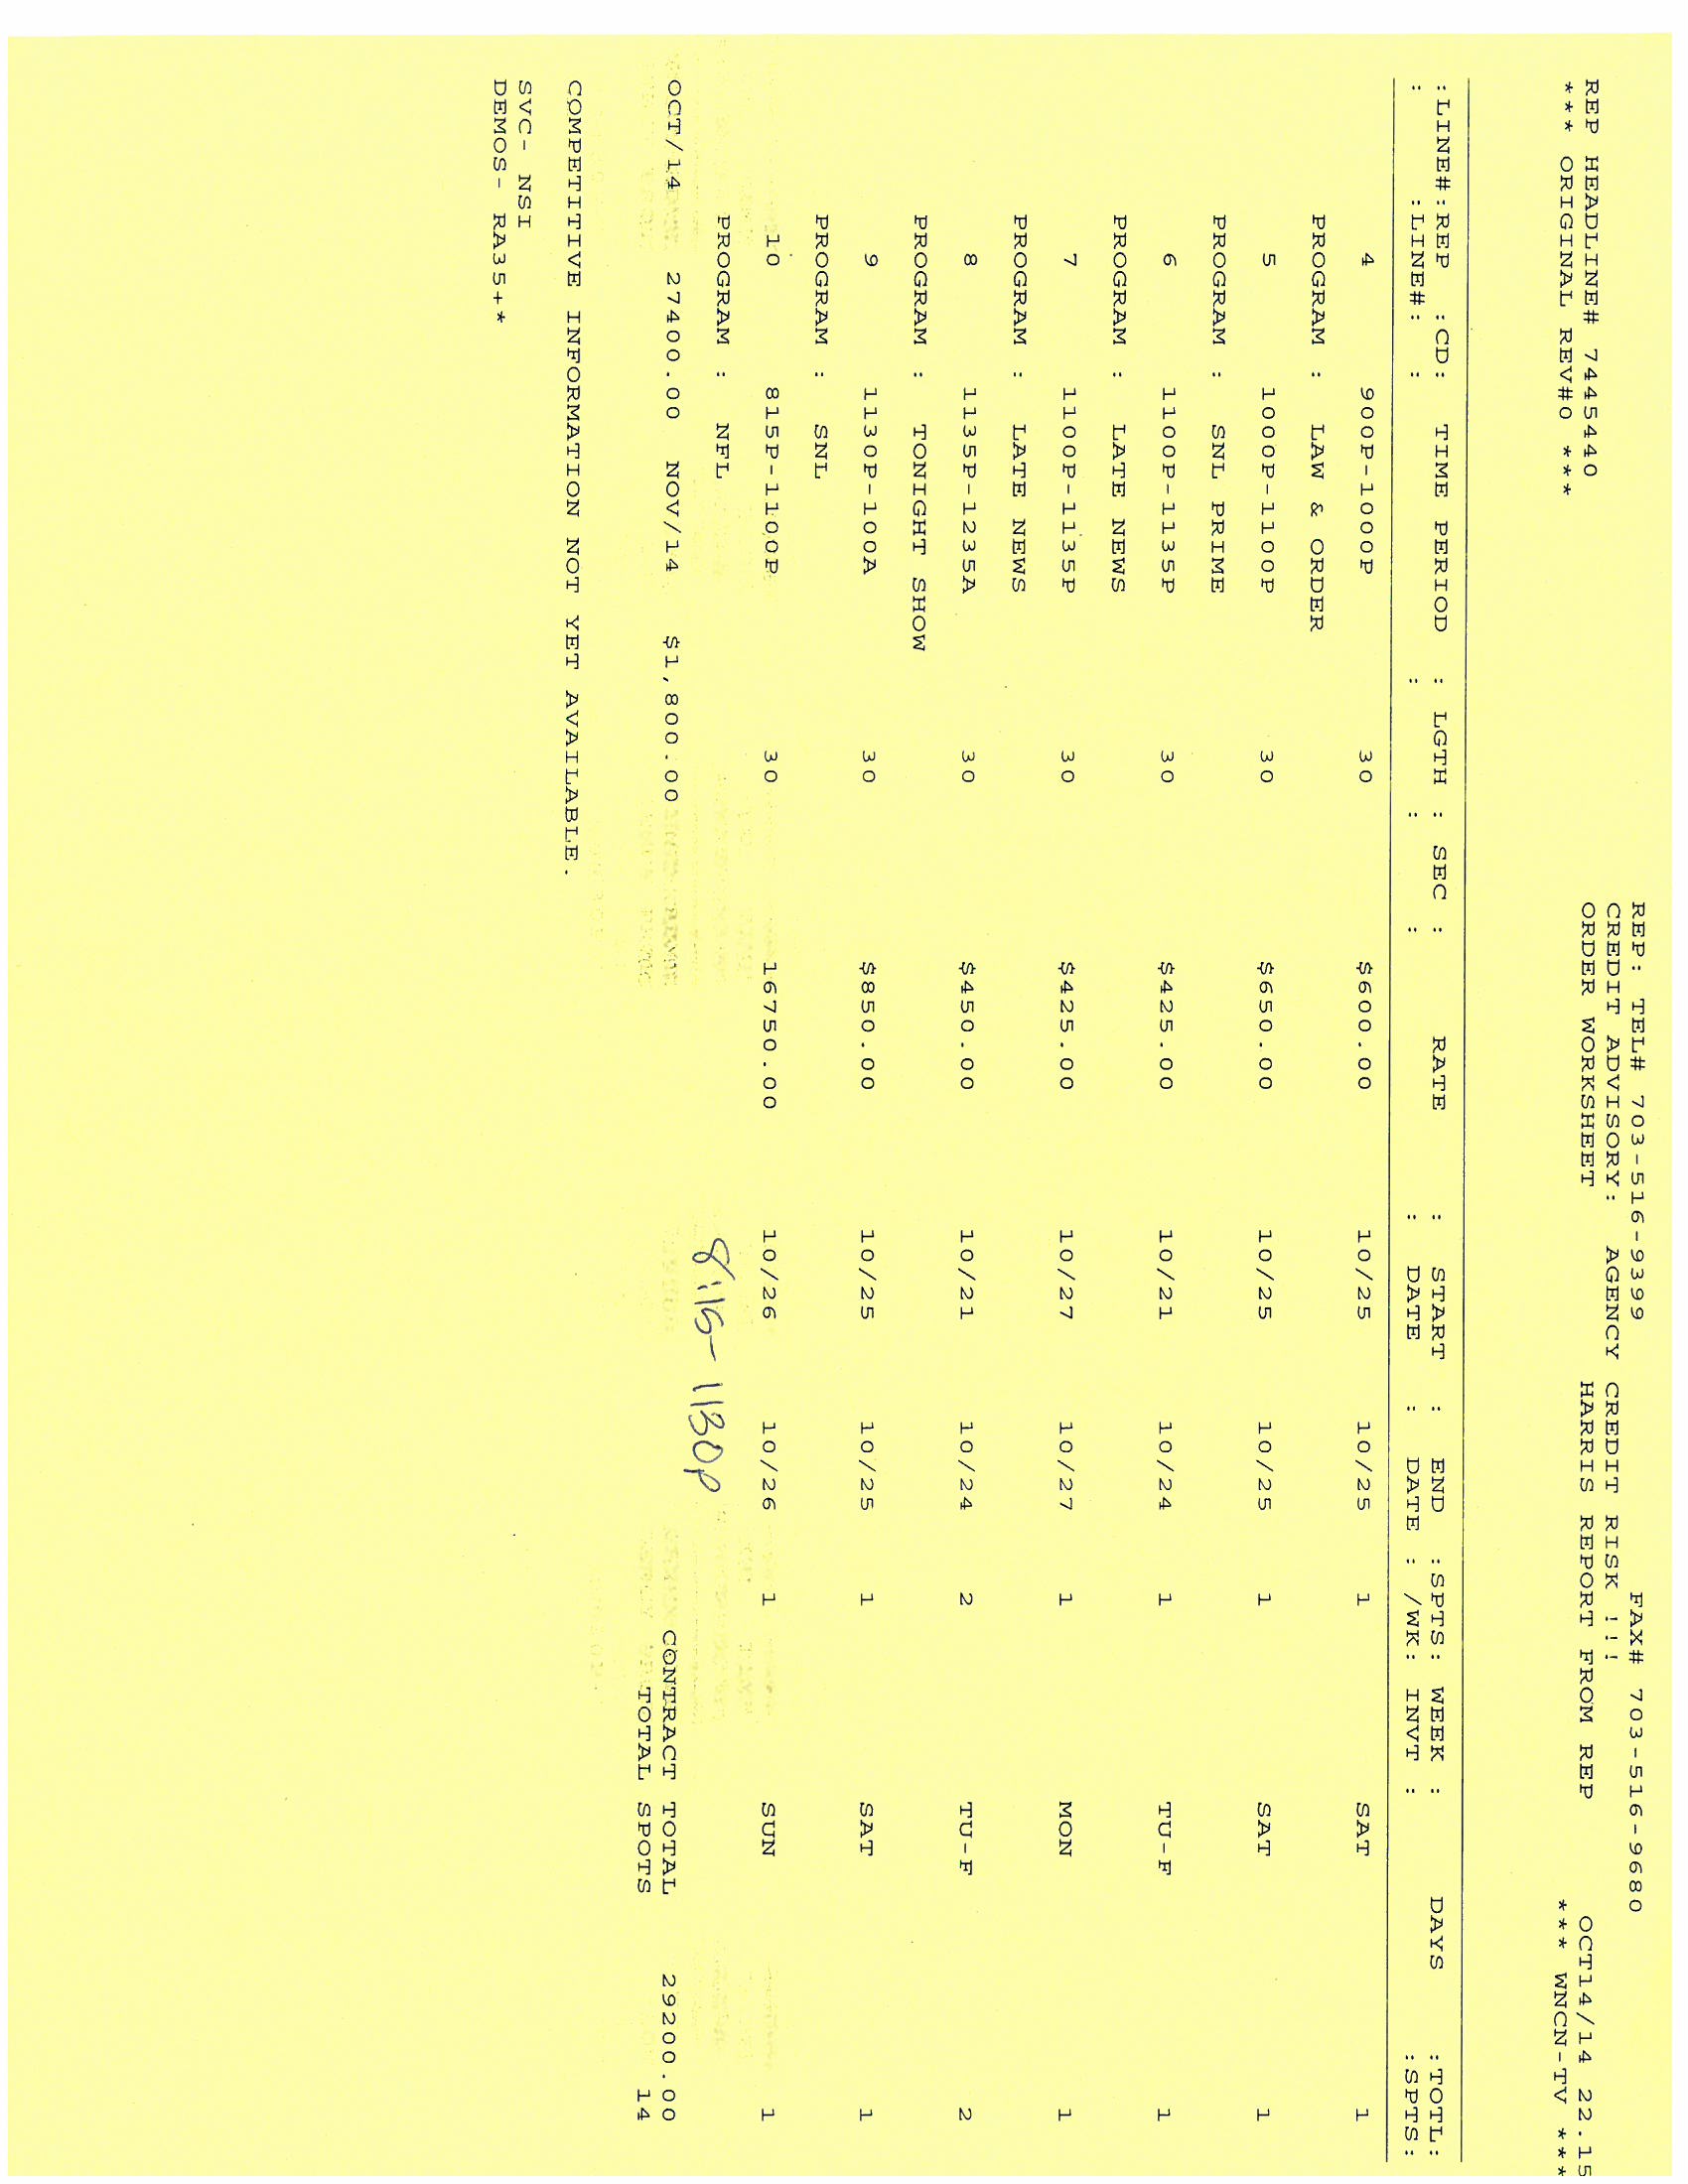 REP: TEL# 703-516-9399 FAX# 703-516-9680
CREDIT ADVISORY: AGENCY CREDIT RISK !!!
REP HEADLINE# 7445440 ORDER WORKSHEET HARRIS REPORT FROM REP OCT14/14 22.15
*** ORIGINAL REV#0 *** *** WNCN-TV ***
:LINE#:REP :CD: TIME PERIOD : LGTH : SEC : RATE : START : END :SPTS: WEEK : DAYS :TOTL:
: :LINE#: : : : : DATE : DATE : /WK: INVT : :SPTS:
4 900P-1000P 30 $600.00 10/25 10/25 1 SAT 1
PROGRAM : LAW & ORDER
5 1000P-1100P 30 $650.00 10/25 10/25 1 SAT 1
PROGRAM : SNL PRIME
6 1100P-1135P 30 $425.00 10/21 10/24 1 TU-F 1
PROGRAM : LATE NEWS
7 1100P-1135P 30 $425.00 10/27 10/27 1 MON 1
PROGRAM : LATE NEWS
8 1135P-1235A 30 $450.00 10/21 10/24 2 TU-F 2
PROGRAM : TONIGHT SHOW
9 1130P-100A 30 $850.00 10/25 10/25 1 SAT 1
PROGRAM : SNL
10 815P-1100P 30 16750.00 10/26 10/26 1 SUN 1
PROGRAM : NFL
8:15-1130p
OCT/14 27400.00 NOV/14 $1,800.00 CONTRACT TOTAL 29200.00
TOTAL SPOTS 14
COMPETITIVE INFORMATION NOT YET AVAILABLE.
SVC- NSI
DEMOS- RA35+*